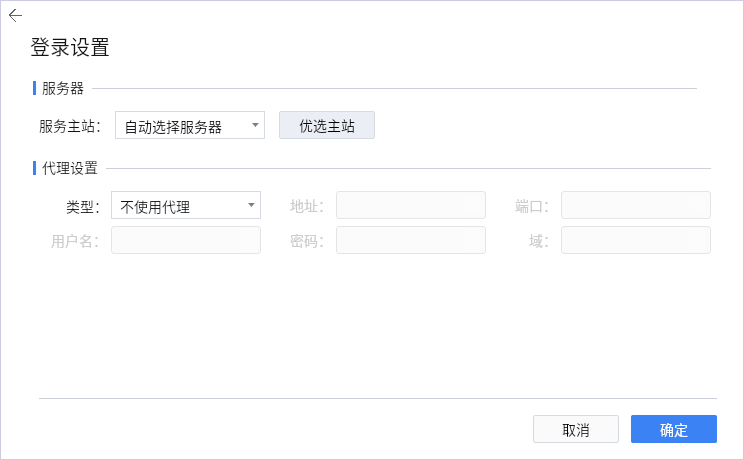 登录设置
服务器
服务主站： 自动选择服务器 优选主站
代理设置
类型： 不使用代理 地址： 端口：
用户名： 密码： 域：
取消 确定